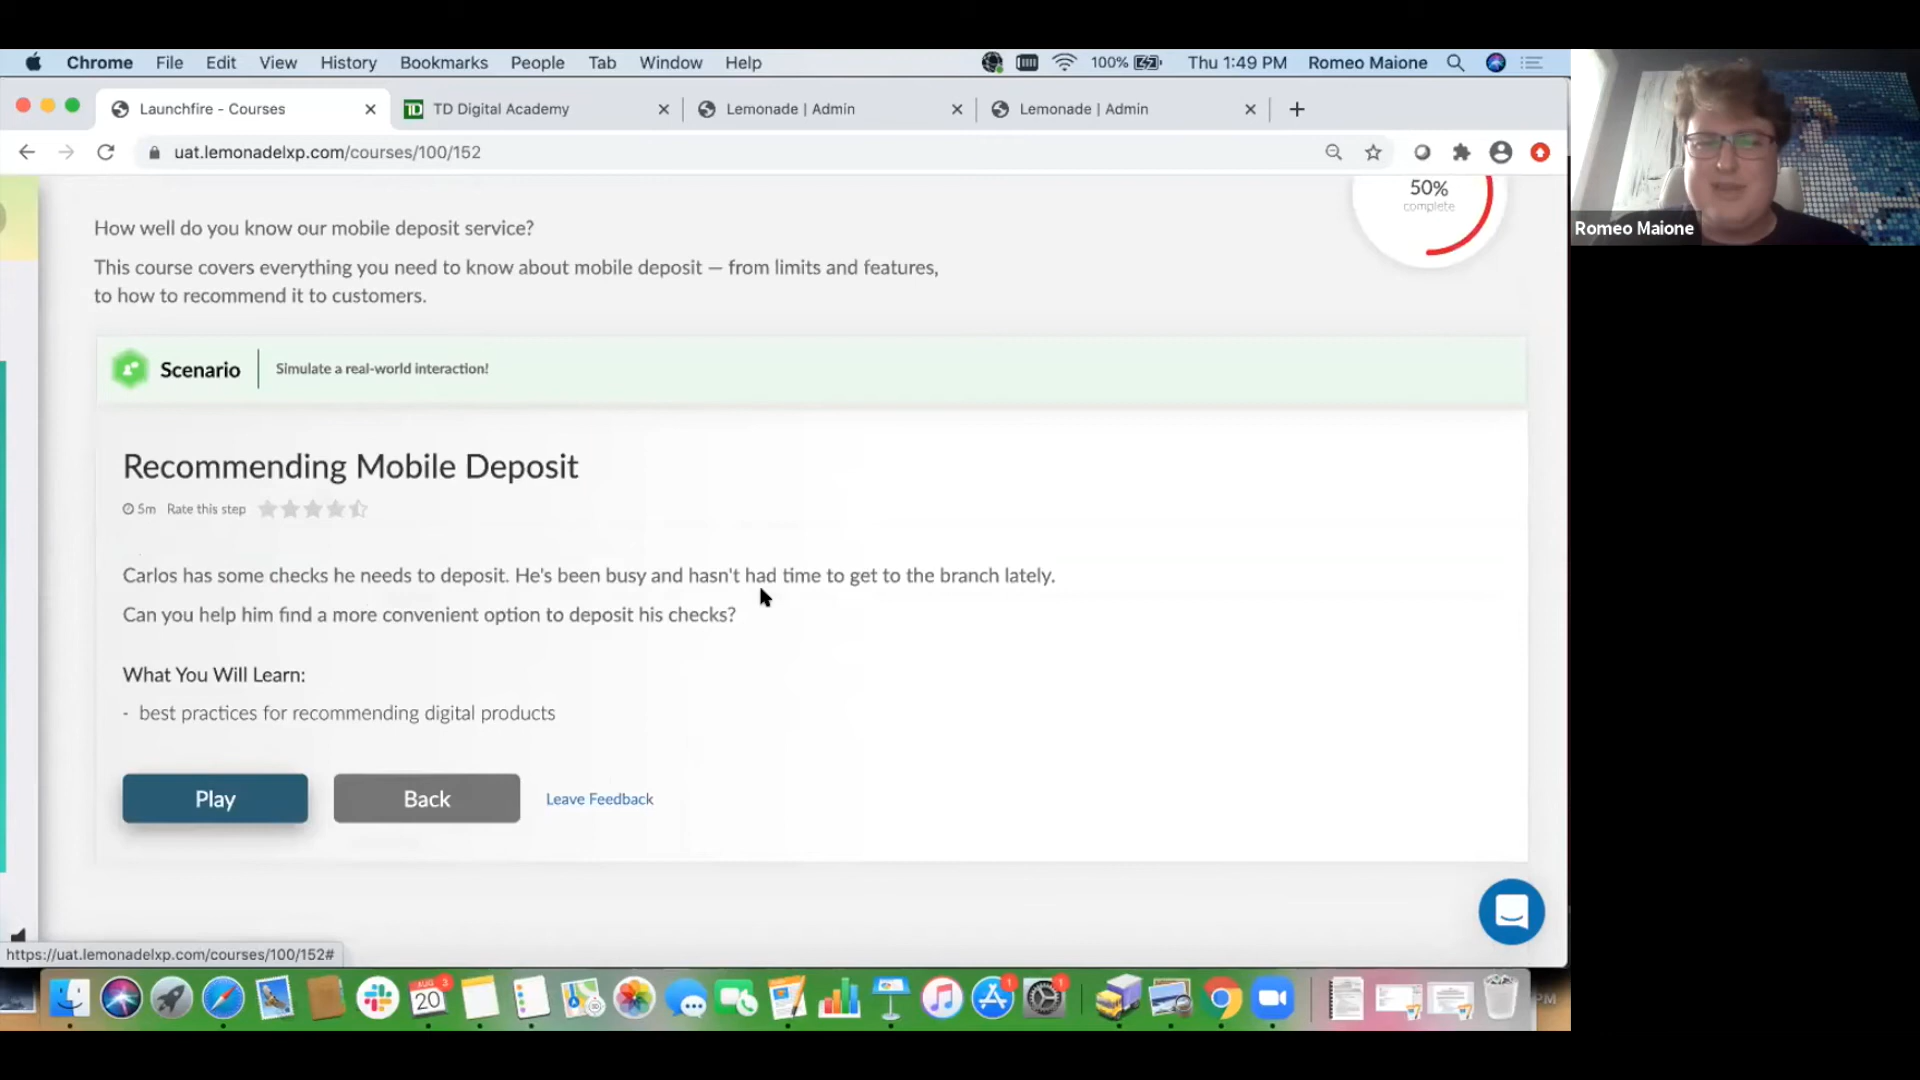 Chrome File Edit View History Bookmarks People Tab Window Help 100% Thu 1:49 PM Romeo Maione
Launchfire - Courses TD TD Digital Academy Lemonade | Admin Lemonade | Admin
uat.lemonadelxp.com/courses/100/152
50%
complete
Romeo Maione
How well do you know our mobile deposit service?
This course covers everything you need to know about mobile deposit — from limits and features,
to how to recommend it to customers.
Scenario Simulate a real-world interaction!
Recommending Mobile Deposit
5m Rate this step
Carlos has some checks he needs to deposit. He's been busy and hasn't had time to get to the branch lately.
Can you help him find a more convenient option to deposit his checks?
What You Will Learn:
- best practices for recommending digital products
Play Back Leave Feedback
https://uat.lemonadelxp.com/courses/100/152#
AUG 3
20
1 1
PM